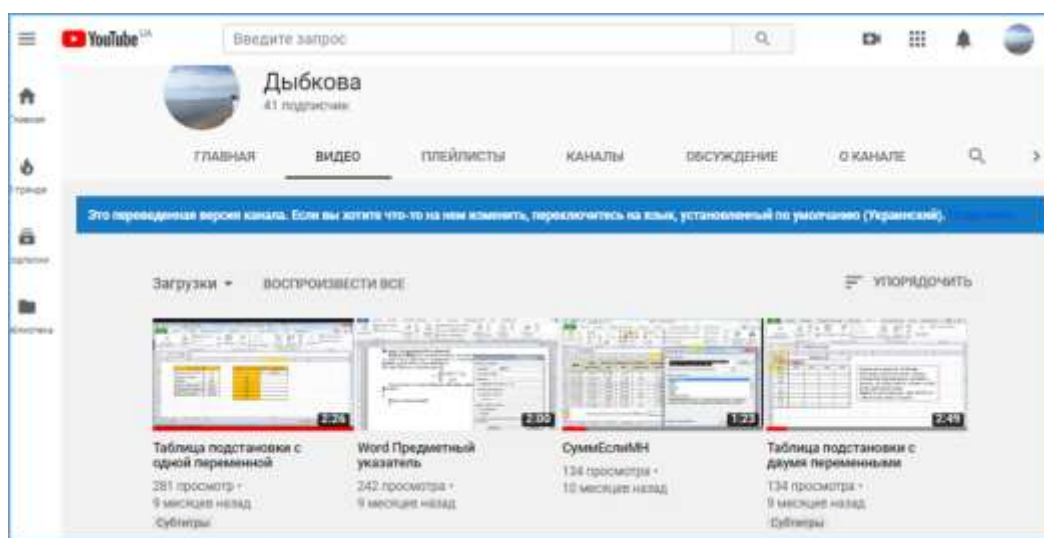 YouTube UA
Введите запрос
Дыбкова
41 подписчик
Главная
ГЛАВНАЯ ВИДЕО ПЛЕЙЛИСТЫ КАНАЛЫ ОБСУЖДЕНИЕ О КАНАЛЕ
Это переведенная версия канала. Если вы хотите что-то на нем изменить, переключитесь на язык, установленный по умолчанию (Украинский).
Загрузки ВОСПРОИЗВЕСТИ ВСЕ УПОРЯДОЧИТЬ
2:26 2:00 1:23 2:49
Таблица подстановки с
одной переменной
281 просмотр •
9 месяцев назад
Субтитры
Word Предметный
указатель
242 просмотра •
9 месяцев назад
СуммЕслиМН
134 просмотра •
10 месяцев назад
Таблица подстановки с
двумя переменными
134 просмотра •
9 месяцев назад
Субтитры